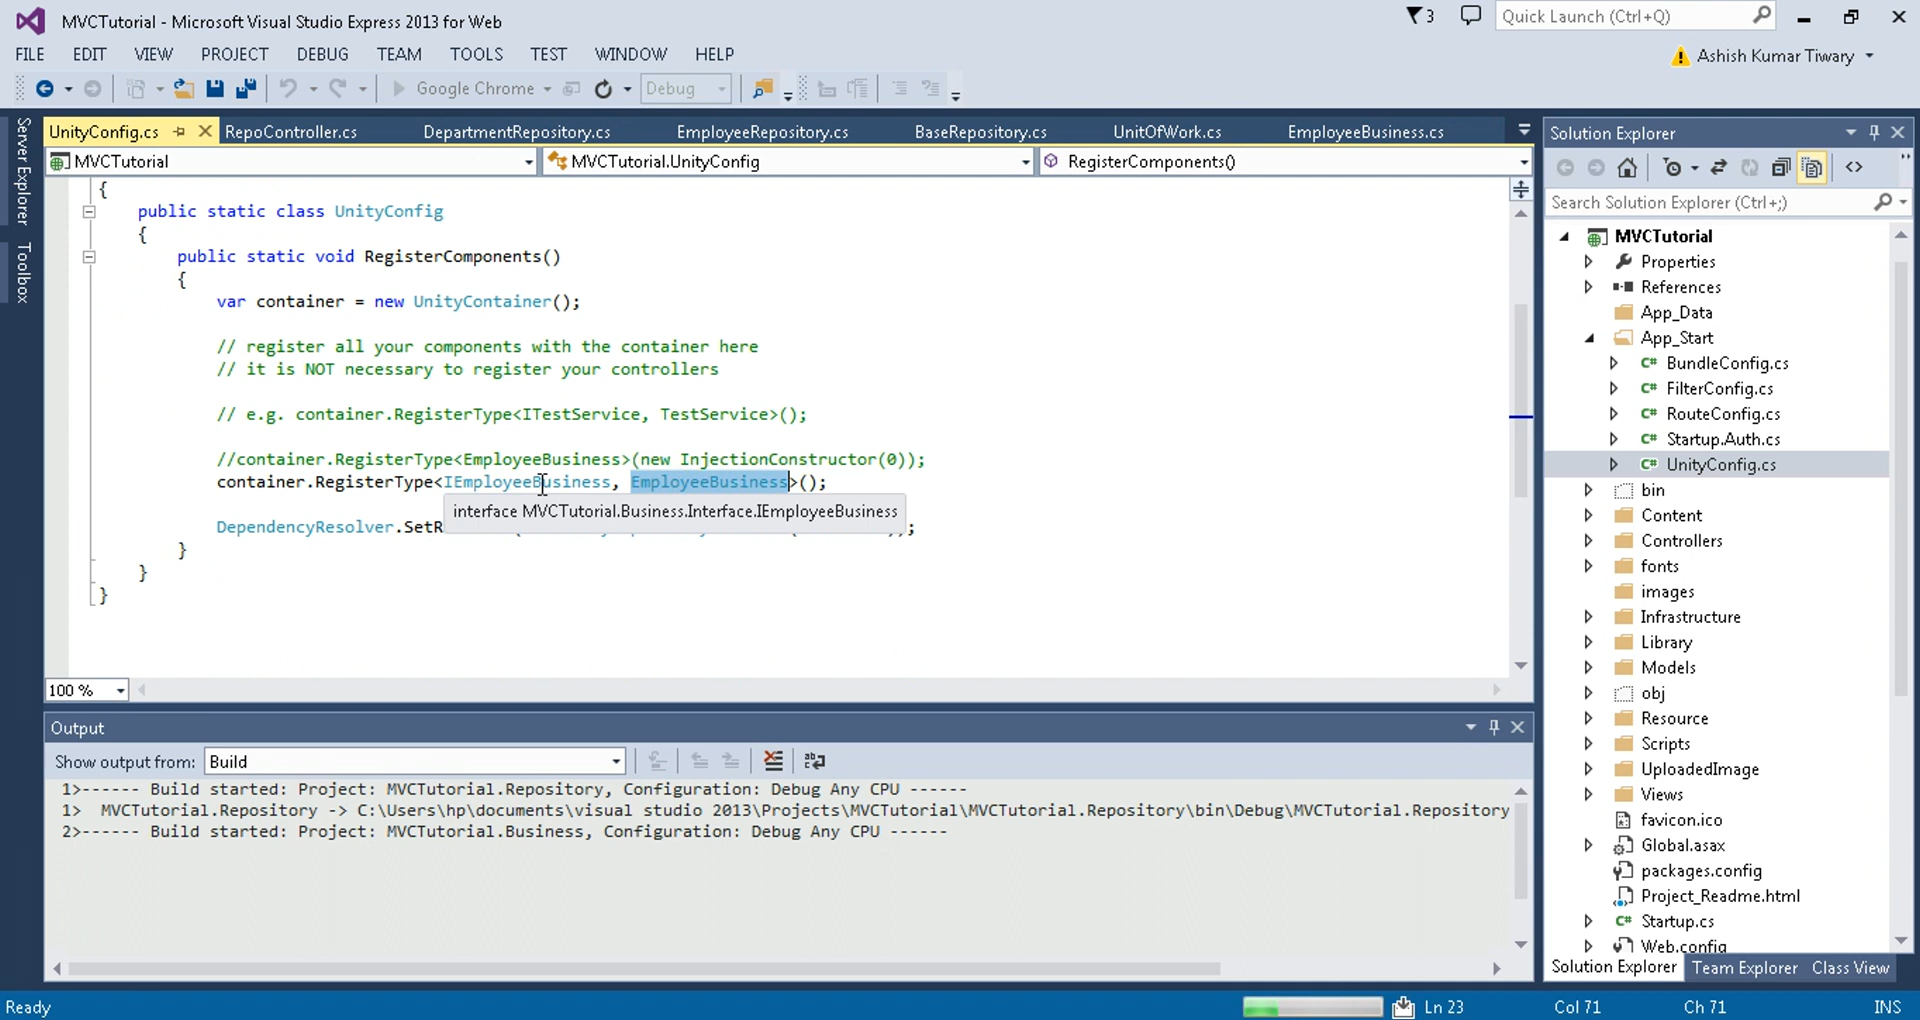 MVCTutorial - Microsoft Visual Studio Express 2013 for Web
3
Quick Launch (Ctrl+Q)
FILE EDIT VIEW PROJECT DEBUG TEAM TOOLS TEST WINDOW HELP
Ashish Kumar Tiwary
Google Chrome
Debug
Server Explorer
Toolbox
UnityConfig.cs RepoController.cs DepartmentRepository.cs EmployeeRepository.cs BaseRepository.cs UnitOfWork.cs EmployeeBusiness.cs
MVCTutorial MVCTutorial.UnityConfig RegisterComponents()
{
public static class UnityConfig
{
public static void RegisterComponents()
{
var container = new UnityContainer();
// register all your components with the container here
// it is NOT necessary to register your controllers
// e.g. container.RegisterType<ITestService, TestService>();
//container.RegisterType<EmployeeBusiness>(new InjectionConstructor(0));
container.RegisterType<IEmployeeBusiness, EmployeeBusiness>();
interface MVCTutorial.Business.Interface.IEmployeeBusiness
DependencyResolver.SetR
}
}
}
100 %
Output
Show output from: Build
1>------ Build started: Project: MVCTutorial.Repository, Configuration: Debug Any CPU ------
1> MVCTutorial.Repository -> C:\Users\hp\documents\visual studio 2013\Projects\MVCTutorial\MVCTutorial.Repository\bin\Debug\MVCTutorial.Repository
2>------ Build started: Project: MVCTutorial.Business, Configuration: Debug Any CPU ------
Solution Explorer
Search Solution Explorer (Ctrl+;)
MVCTutorial
Properties
References
App_Data
App_Start
C# BundleConfig.cs
C# FilterConfig.cs
C# RouteConfig.cs
C# Startup.Auth.cs
C# UnityConfig.cs
bin
Content
Controllers
fonts
images
Infrastructure
Library
Models
obj
Resource
Scripts
UploadedImage
Views
favicon.ico
Global.asax
packages.config
Project_Readme.html
C# Startup.cs
Web.config
Solution Explorer Team Explorer Class View
Ready
Ln 23 Col 71 Ch 71 INS